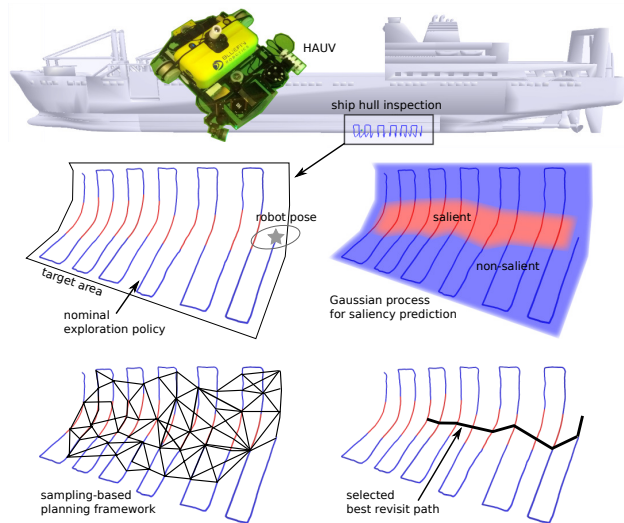 HAUV
BLUEFIN
ship hull inspection
robot pose
target area
nominal
exploration policy
salient
non-salient
Gaussian process
for saliency prediction
sampling-based
planning framework
selected
best revisit path